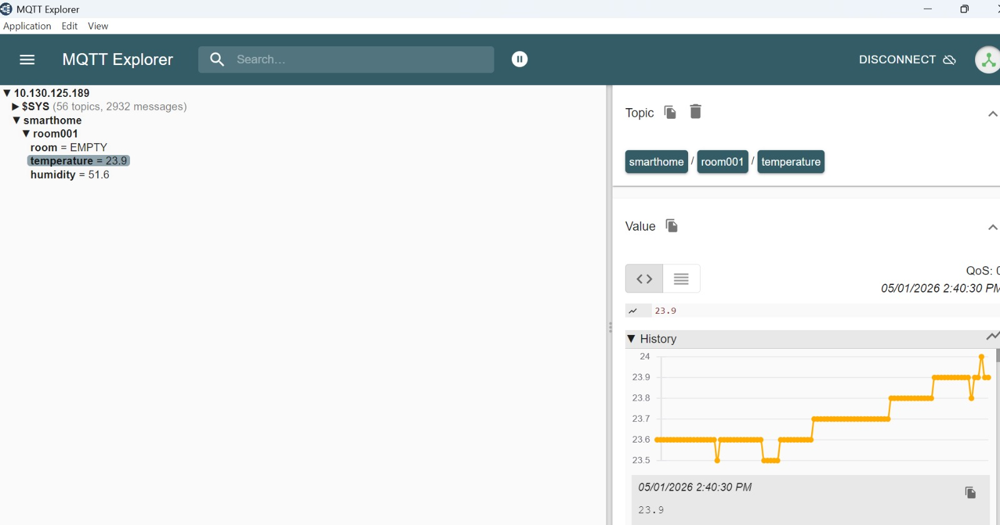 MQTT Explorer
Application Edit View
MQTT Explorer
Search...
DISCONNECT
▼ 10.130.125.189
▶ $SYS (56 topics, 2932 messages)
▼ smarthome
▼ room001
room = EMPTY
temperature = 23.9
humidity = 51.6
Topic
smarthome / room001 / temperature
Value
QoS: 0
05/01/2026 2:40:30 PM
23.9
▼ History
24
23.9
23.8
23.7
23.6
23.5
05/01/2026 2:40:30 PM
23.9